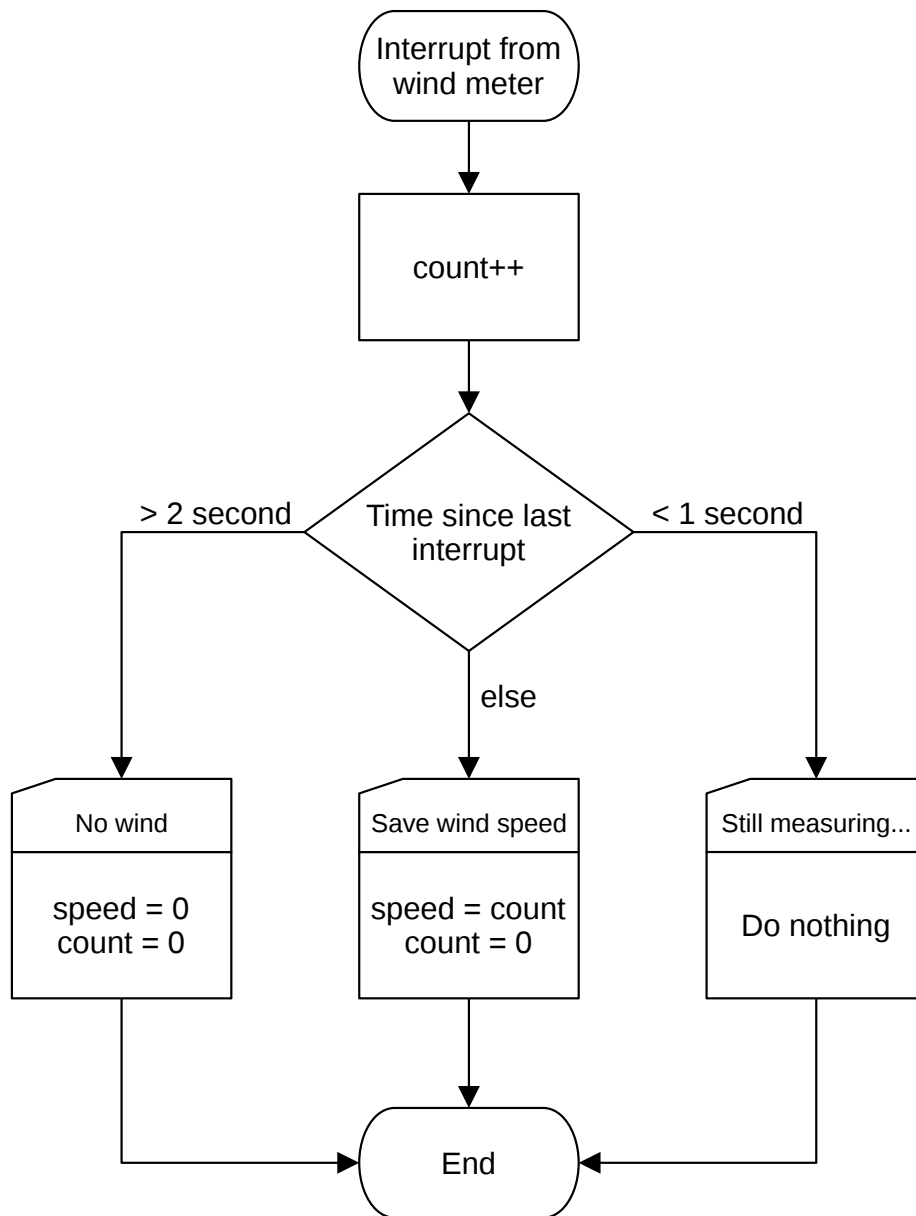 Interrupt from
wind meter
count++
> 2 second
Time since last
interrupt
< 1 second
else
No wind
speed = 0
count = 0
Save wind speed
speed = count
count = 0
Still measuring...
Do nothing
End